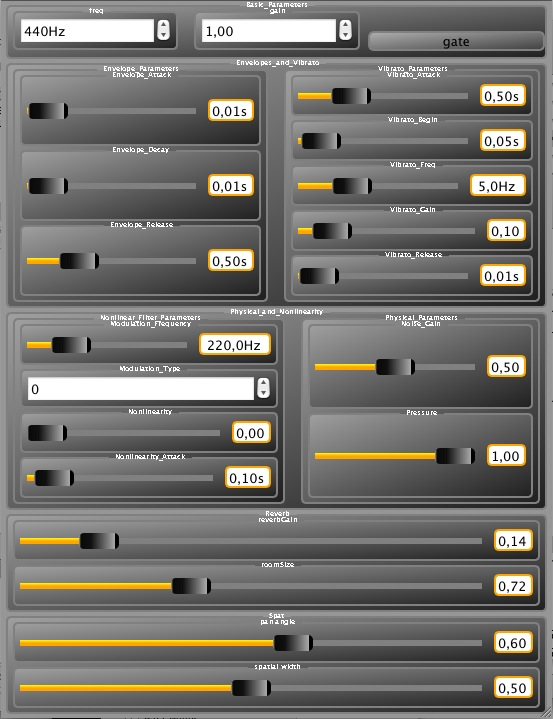 Basic_Parameters
freq
gain
440Hz
1,00
gate
Envelopes_and_Vibrato
Envelope_Parameters
Envelope_Attack
0,01s
Envelope_Decay
0,01s
Envelope_Release
0,50s
Vibrato_Parameters
Vibrato_Attack
0,50s
Vibrato_Begin
0,05s
Vibrato_Freq
5,0Hz
Vibrato_Gain
0,10
Vibrato_Release
0,01s
Physical_and_Nonlinearity
Nonlinear_Filter_Parameters
Modulation_Frequency
220,0Hz
Modulation_Type
0
Nonlinearity
0,00
Nonlinearity_Attack
0,10s
Physical_Parameters
Noise_Gain
0,50
Pressure
1,00
Reverb
reverbGain
0,14
roomSize
0,72
Spat
pan angle
0,60
spatial width
0,50